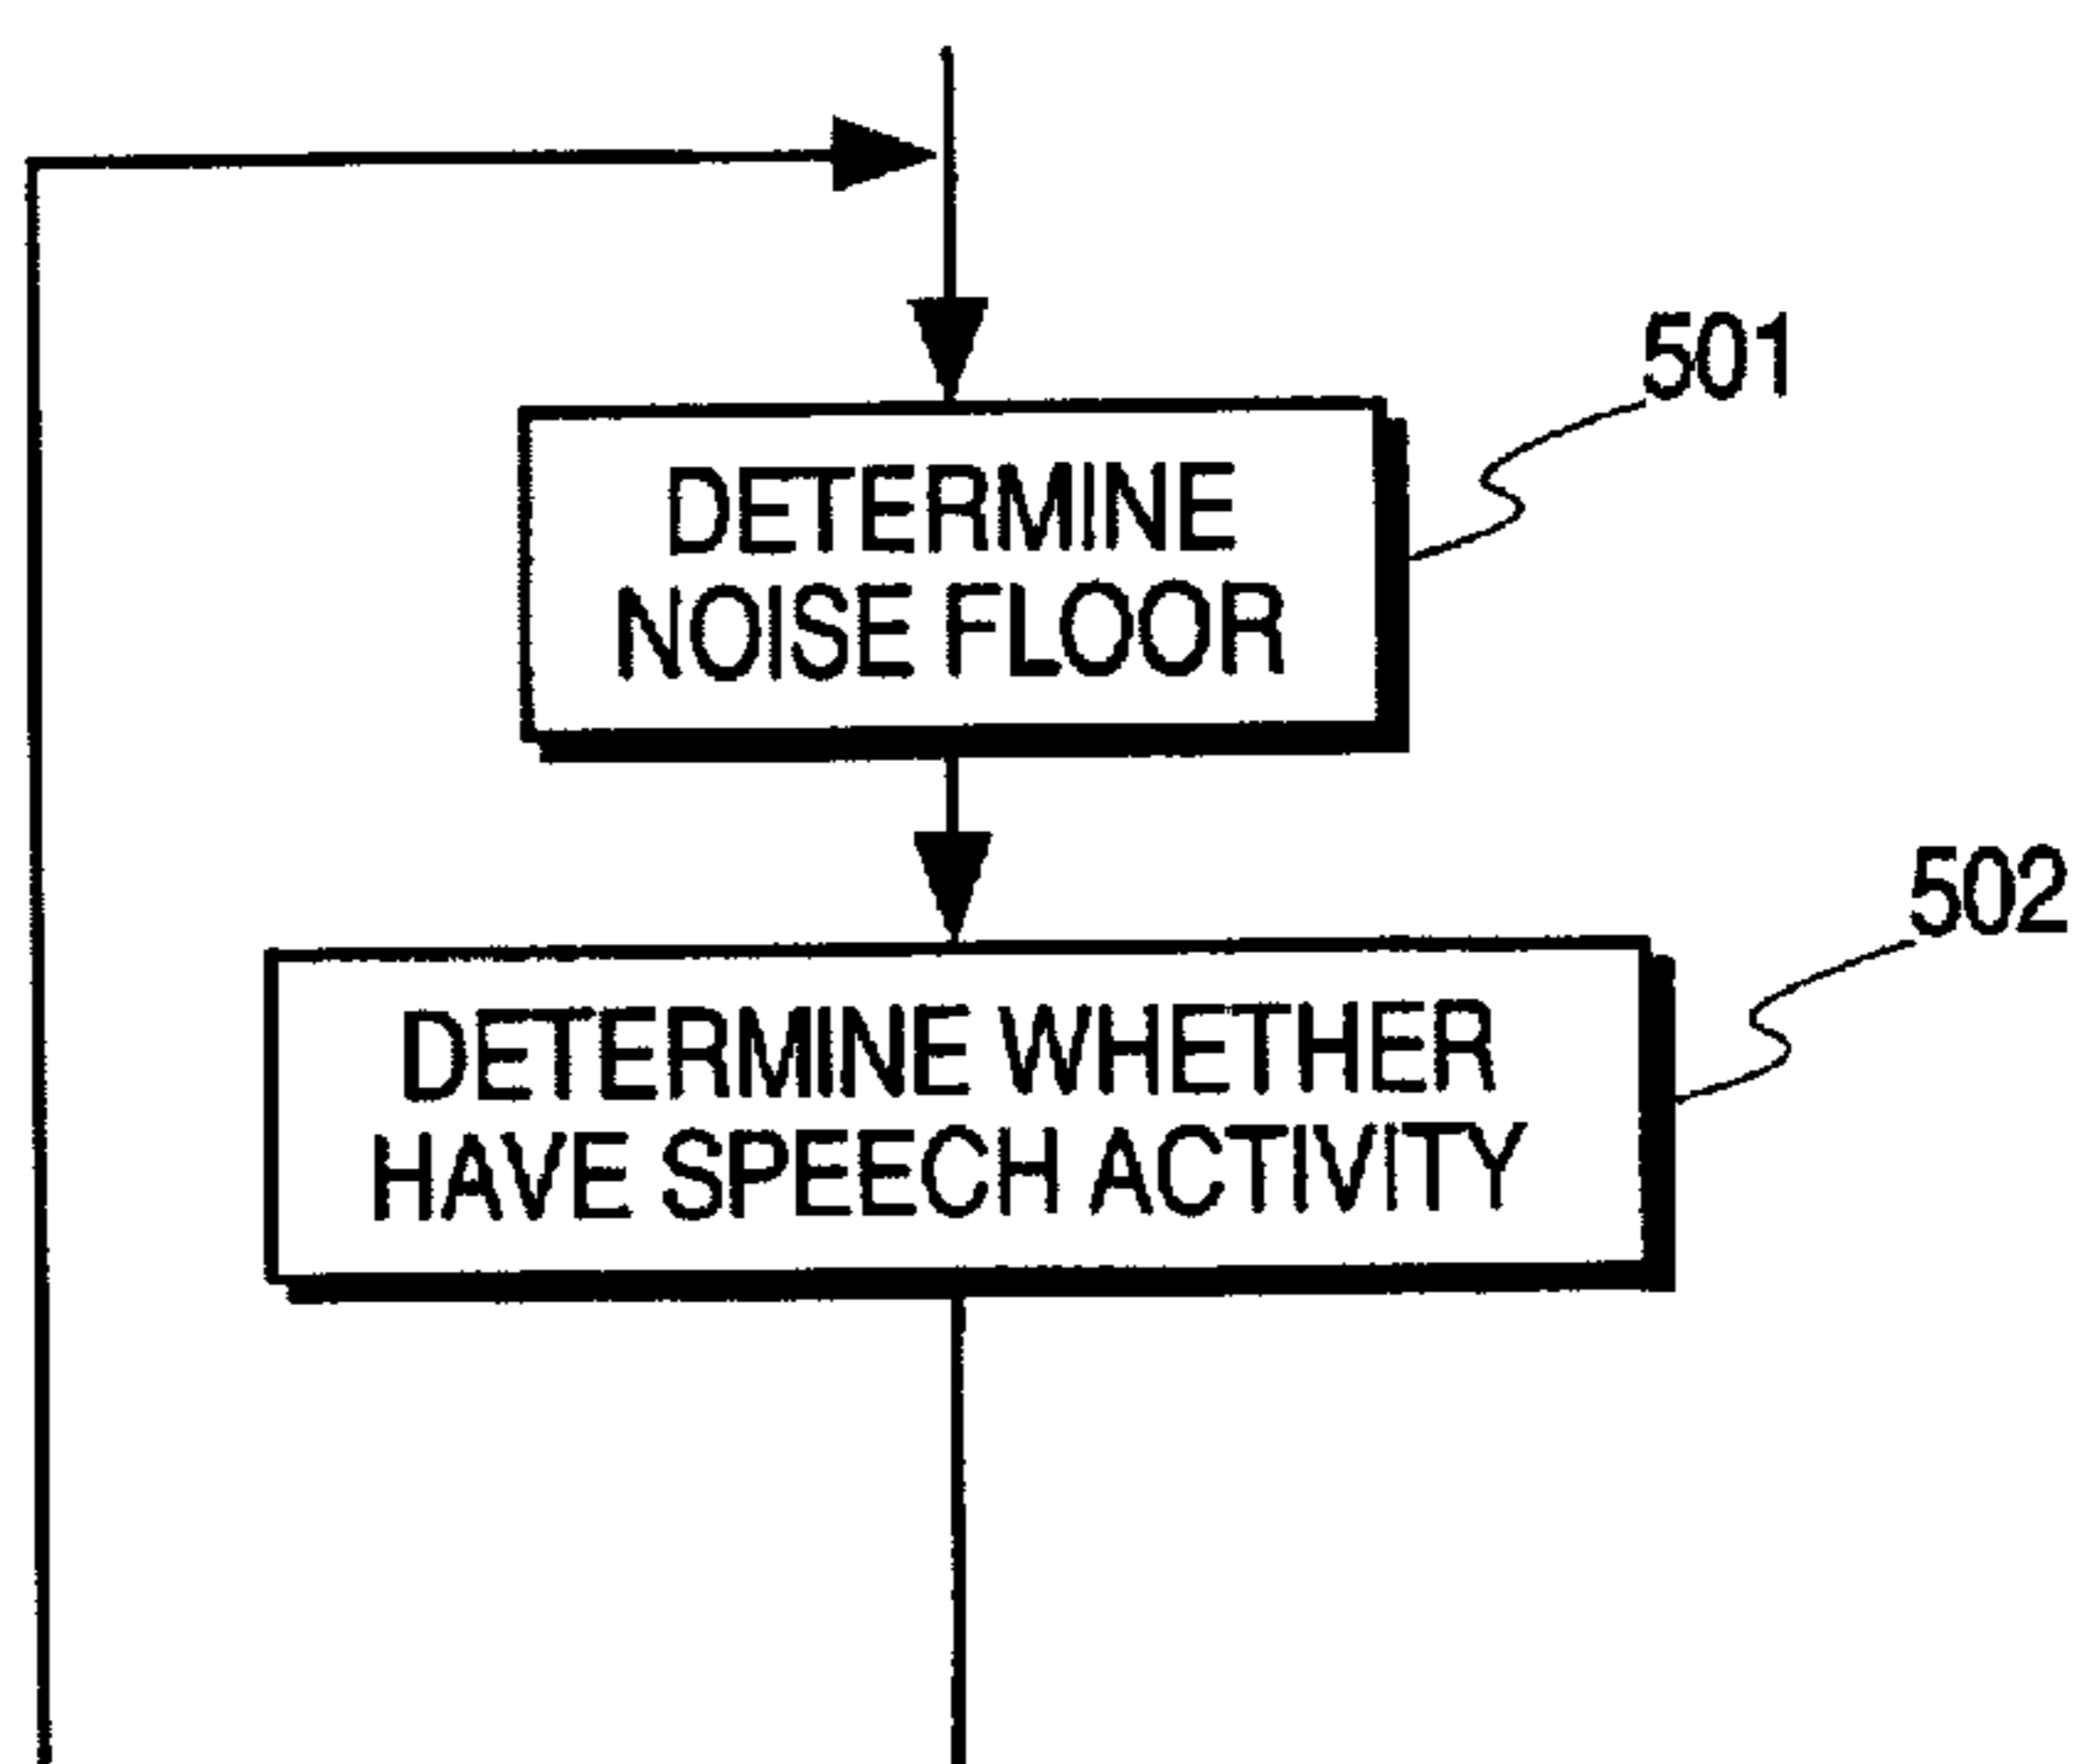 501
DETERMINE
NOISE FLOOR
502
DETERMINE WHETHER
HAVE SPEECH ACTIVITY